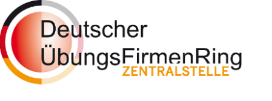 Deutscher
ÜbungsFirmenRing
ZENTRALSTELLE